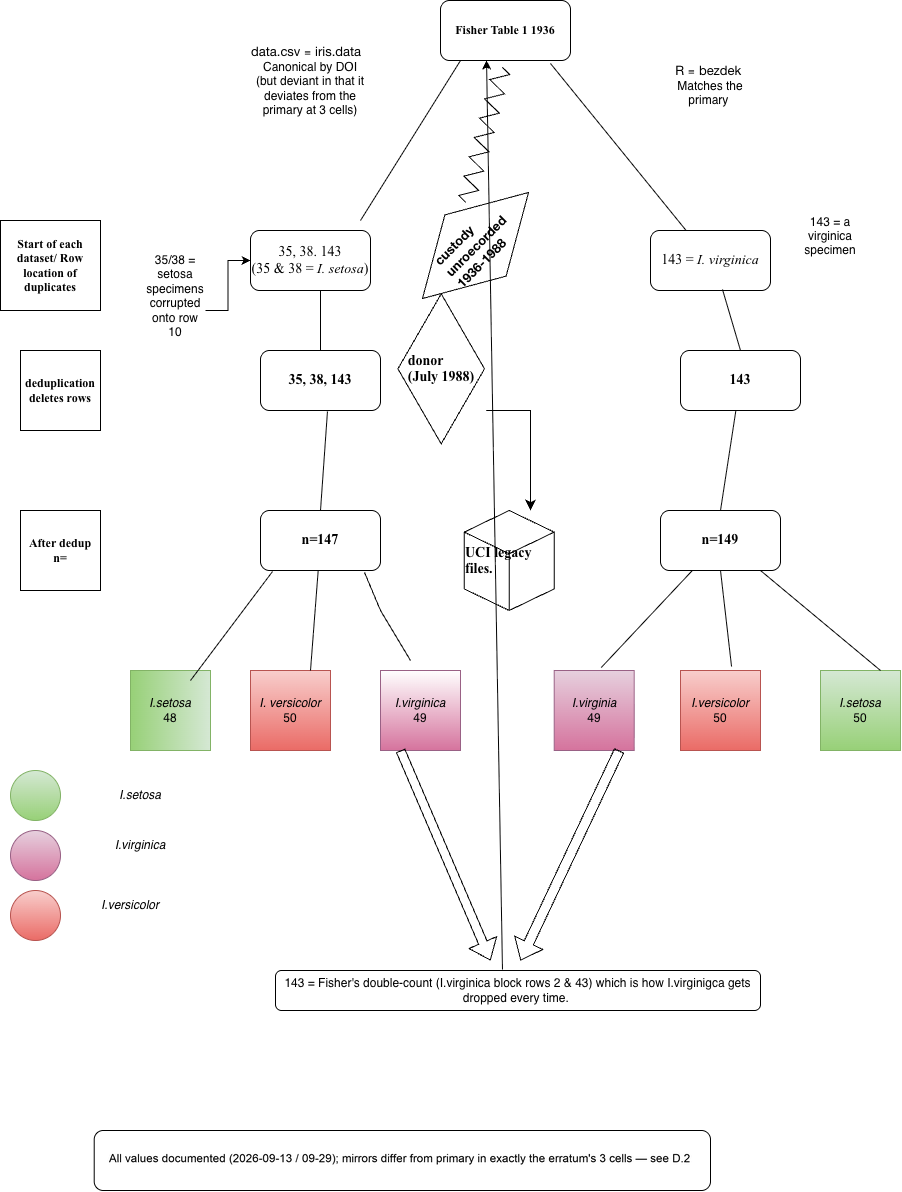 Fisher Table 1 1936
data.csv = iris.data
Canonical by DOI
(but deviant in that it
deviates from the
primary at 3 cells)
R = bezdek
Matches the
primary
Start of each
dataset/ Row
location of
duplicates
35/38 =
setosa
specimens
corrupted
onto row
10
35, 38. 143
(35 & 38 = I. setosa)
custody
unroecorded
1936-1988
143 = I. virginica
143 = a
virginica
specimen
deduplication
deletes rows
35, 38, 143
donor
(July 1988)
143
After dedup
n=
n=147
UCI legacy
files.
n=149
I.setosa
48
I. versicolor
50
I.virginica
49
I.virginia
49
I.versicolor
50
I.setosa
50
I.setosa
I.virginica
I.versicolor
143 = Fisher's double-count (I.virginica block rows 2 & 43) which is how I.virginigca gets
dropped every time.
All values documented (2026-09-13 / 09-29); mirrors differ from primary in exactly the erratum's 3 cells — see D.2